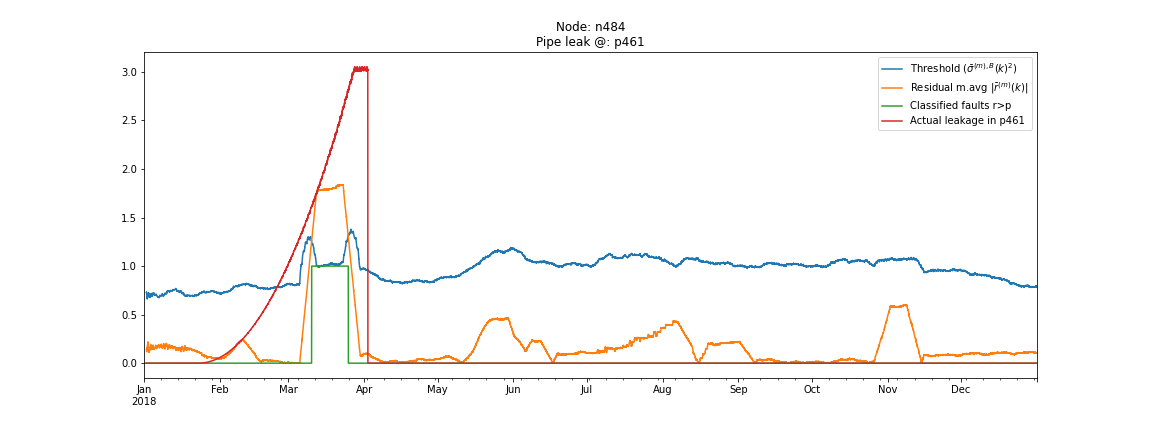 Node: n484
Pipe leak @: p461
Threshold (σ̄⁽ᵐ⁾,ᴮ(k)²)
Residual m.avg |r̄⁽ᵐ⁾(k)|
Classified faults r>p
Actual leakage in p461
3.0
2.5
2.0
1.5
1.0
0.5
0.0
Jan Feb Mar Apr May Jun Jul Aug Sep Oct Nov Dec
2018